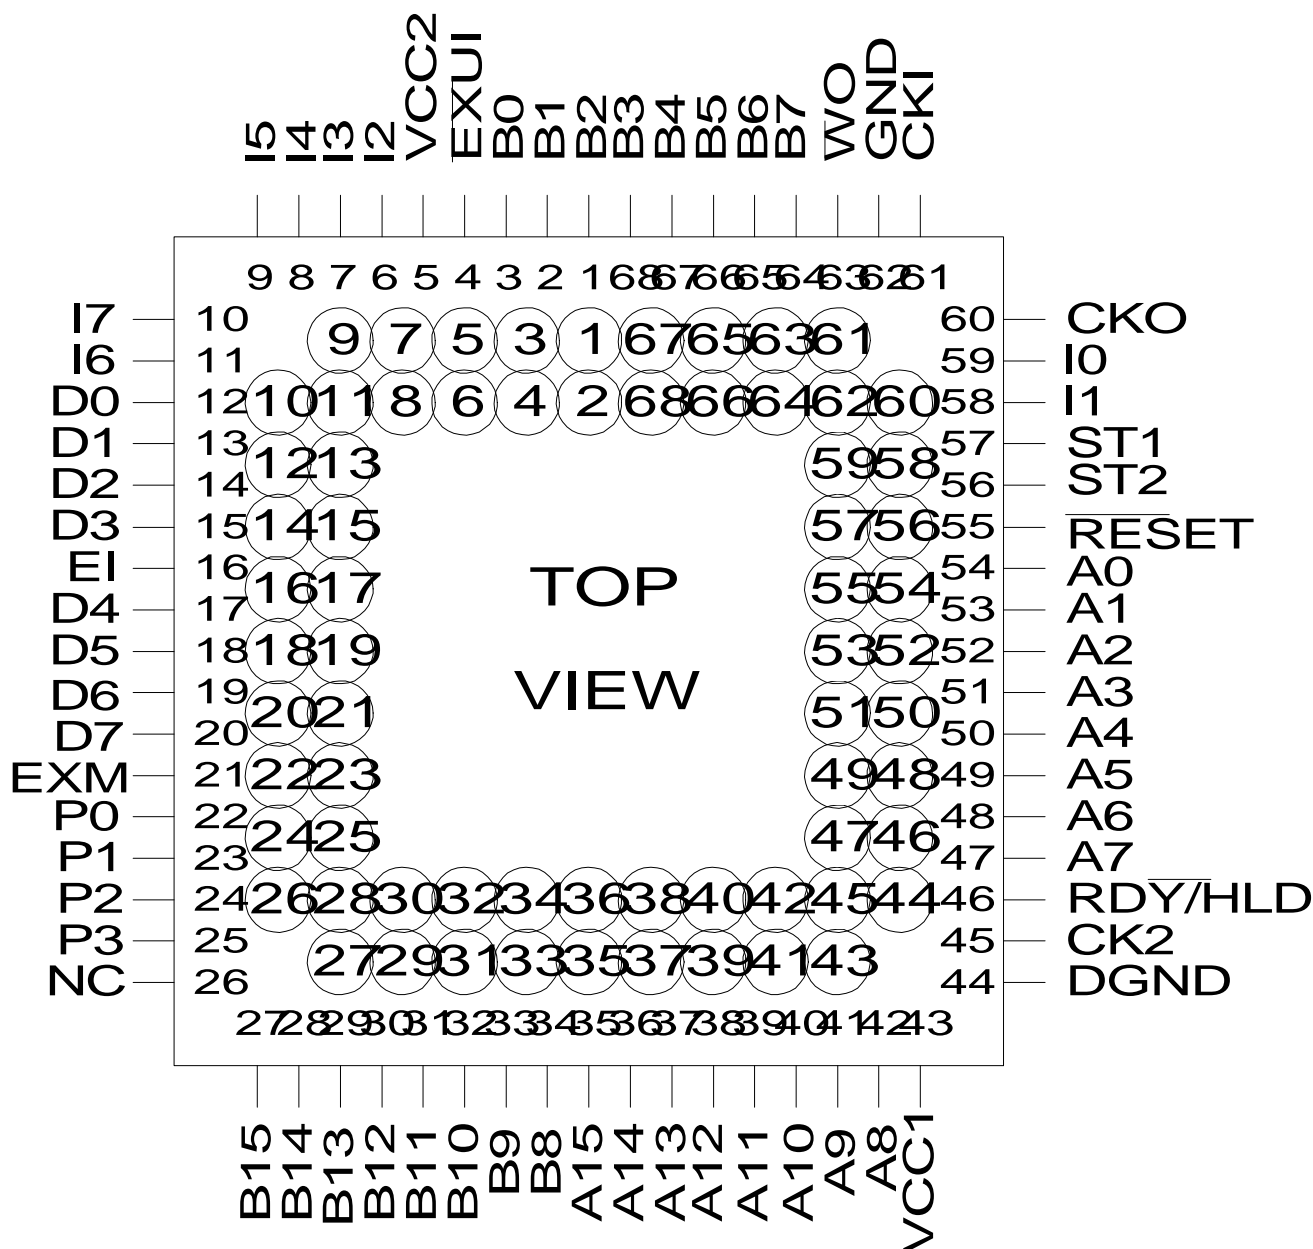 I5 I4 I3 I2 VCC2 EXUI B0 B1 B2 B3 B4 B5 B6 B7 WO GND CKI
9 8 7 6 5 4 3 2 1 68 67 66 65 64 63 62 61
I7 10
I6 11
D0 12
D1 13
D2 14
D3 15
EI 16
D4 17
D5 18
D6 19
D7 20
EXM 21
P0 22
P1 23
P2 24
P3 25
NC 26
9 7 5 3 1 67 65 63 61
10 11 8 6 4 2 68 66 64 62 60
12 13 59 58
14 15 57 56
16 17 55 54
18 19 53 52
20 21 51 50
22 23 49 48
24 25 47 46
26 28 30 32 34 36 38 40 42 45 44
27 29 31 33 35 37 39 41 43
TOP
VIEW
60 CKO
59 I0
58 I1
57 ST1
56 ST2
55 RESET
54 A0
53 A1
52 A2
51 A3
50 A4
49 A5
48 A6
47 A7
46 RDY/HLD
45 CK2
44 DGND
27 28 29 30 31 32 33 34 35 36 37 38 39 40 41 42 43
B15 B14 B13 B12 B11 B10 B9 B8 A15 A14 A13 A12 A11 A10 A9 A8 VCC1